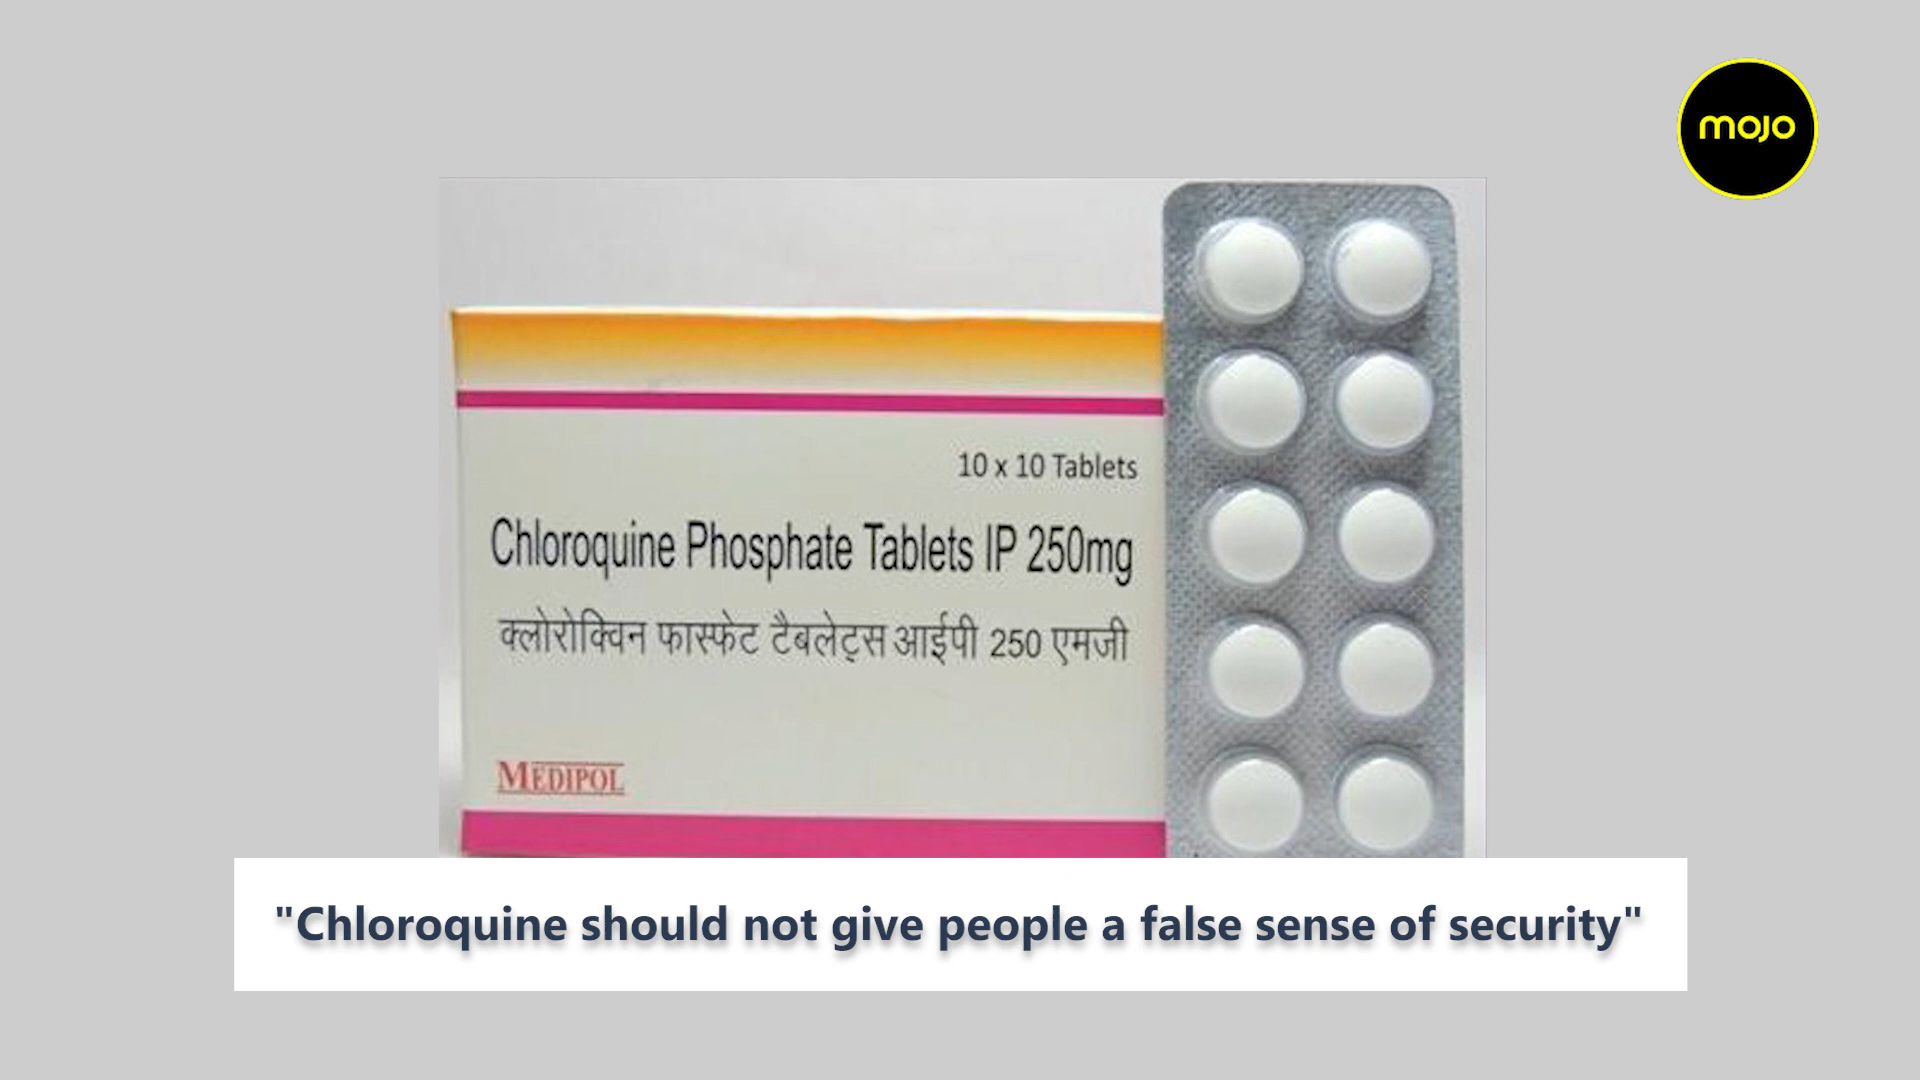 mojo
10 x 10 Tablets
Chloroquine Phosphate Tablets IP 250mg
क्लोरोक्विन फास्फेट टैबलेट्स आईपी 250 एमजी
MEDIPOL
"Chloroquine should not give people a false sense of security"